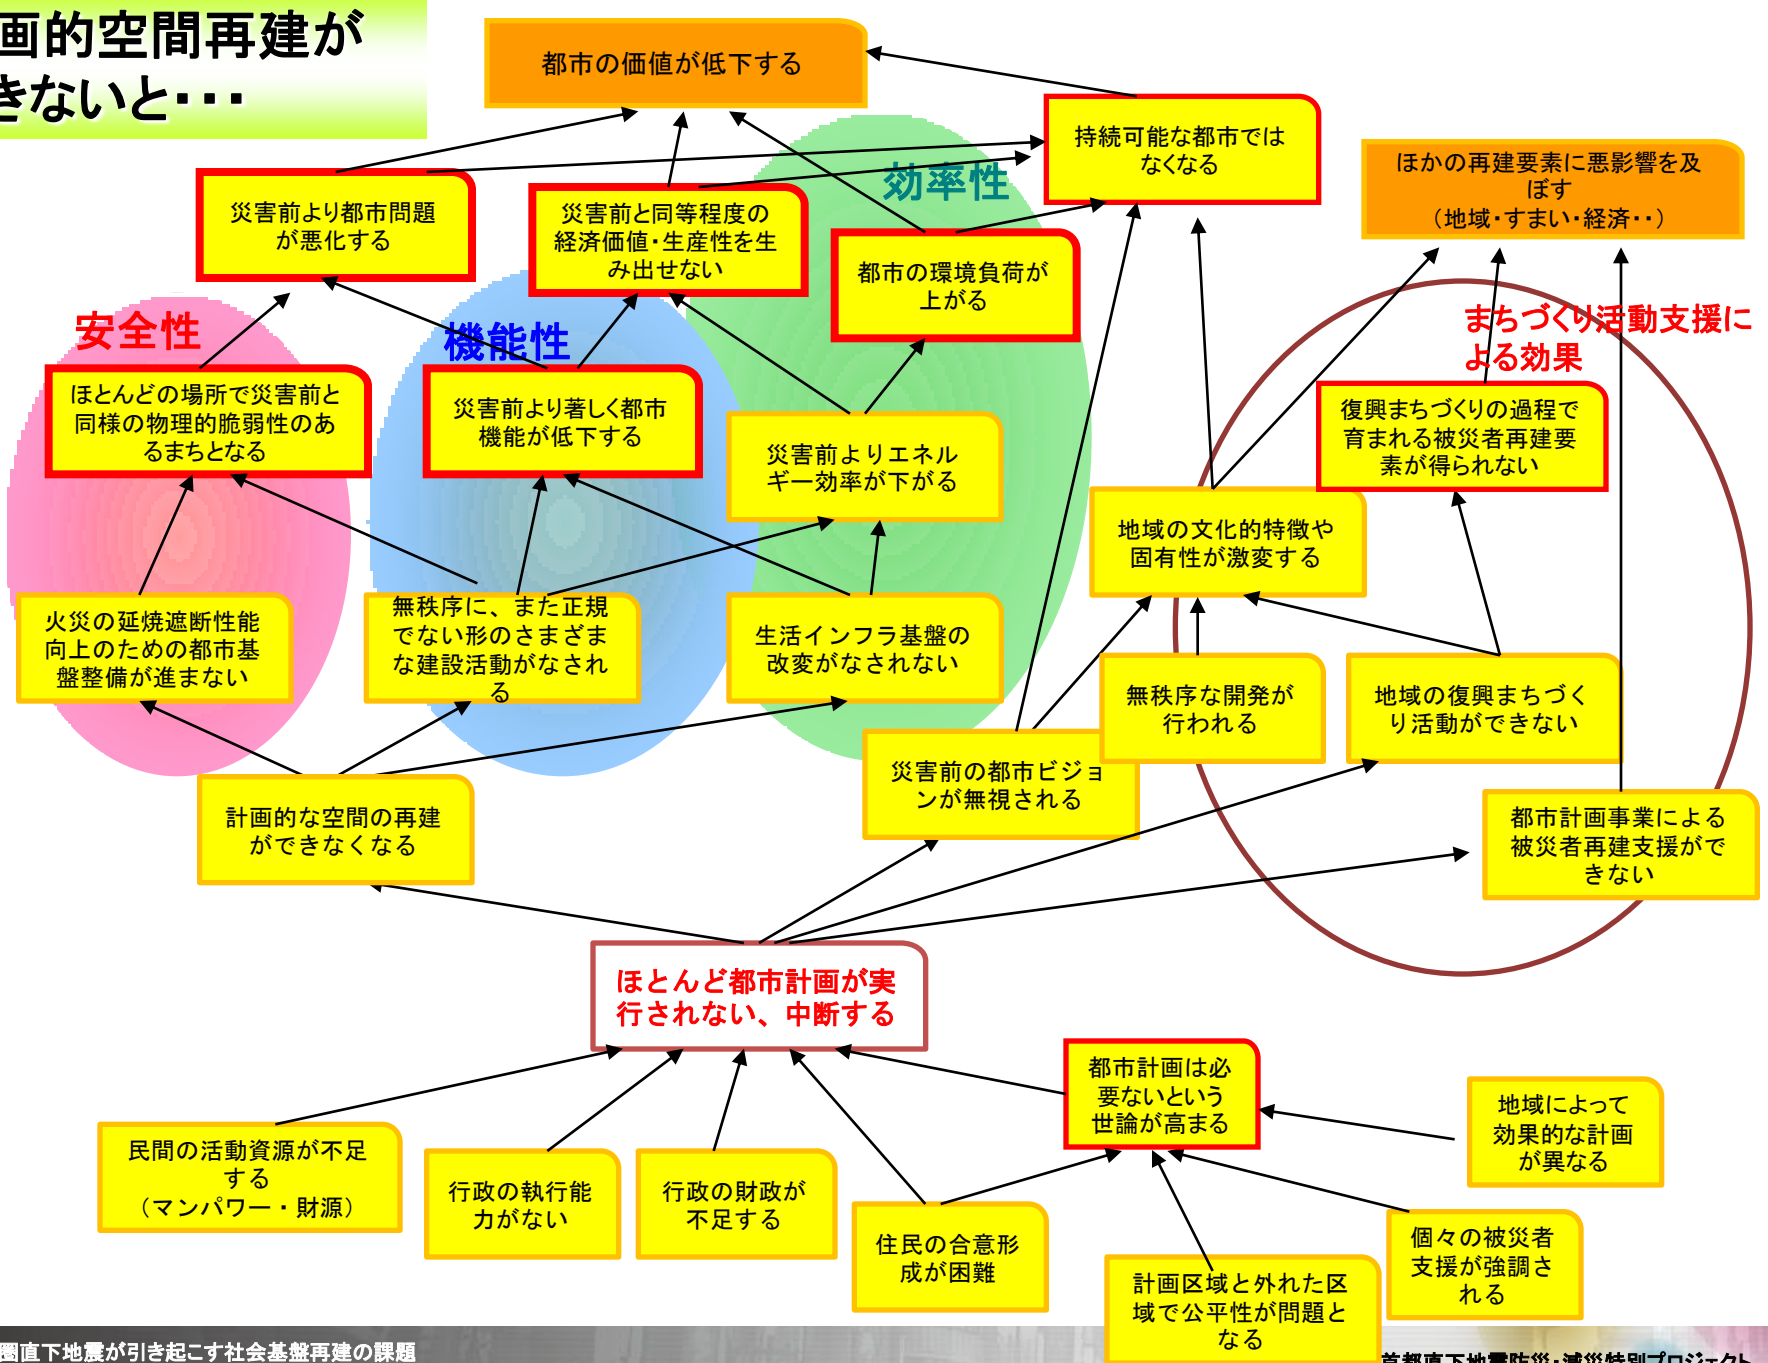 画的空間再建が
きないと・・・
都市の価値が低下する
持続可能な都市では
なくなる
ほかの再建要素に悪影響を及
ぼす
（地域・すまい・経済・・）
効率性
災害前より都市問題
が悪化する
災害前と同等程度の
経済価値・生産性を生
み出せない
都市の環境負荷が
上がる
安全性
機能性
まちづくり活動支援に
よる効果
ほとんどの場所で災害前と
同様の物理的脆弱性のあ
るまちとなる
災害前より著しく都市
機能が低下する
災害前よりエネル
ギー効率が下がる
復興まちづくりの過程で
育まれる被災者再建要
素が得られない
地域の文化的特徴や
固有性が激変する
火災の延焼遮断性能
向上のための都市基
盤整備が進まない
無秩序に、また正規
でない形のさまざま
な建設活動がなされ
る
生活インフラ基盤の
改変がなされない
無秩序な開発が
行われる
地域の復興まちづく
り活動ができない
計画的な空間の再建
ができなくなる
災害前の都市ビジョ
ンが無視される
都市計画事業による
被災者再建支援がで
きない
ほとんど都市計画が実
行されない、中断する
都市計画は必
要ないという
世論が高まる
地域によって
効果的な計画
が異なる
民間の活動資源が不足
する
（マンパワー・財源）
行政の執行能
力がない
行政の財政が
不足する
住民の合意形
成が困難
個々の被災者
支援が強調さ
れる
計画区域と外れた区
域で公平性が問題と
なる
圏直下地震が引き起こす社会基盤再建の課題
首都直下地震防災・減災特別プロジェクト